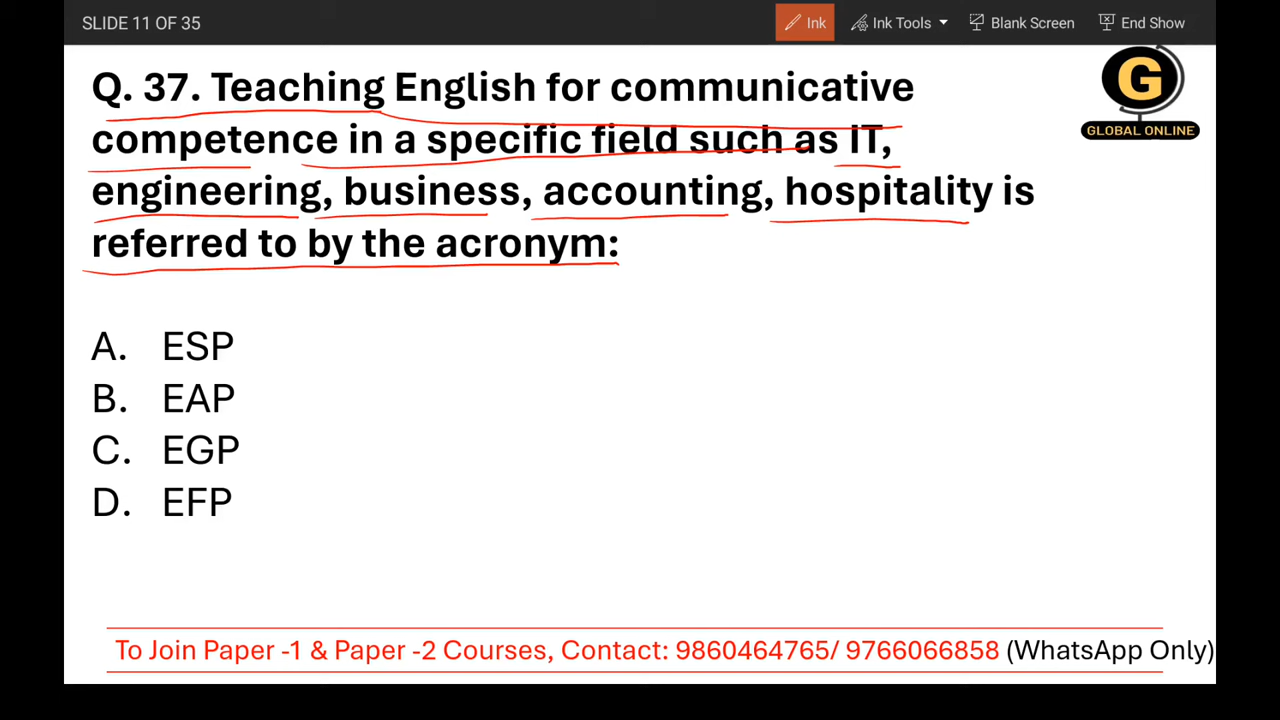 SLIDE 11 OF 35
Ink
Ink Tools
Blank Screen
End Show
Q. 37. Teaching English for communicative
competence in a specific field such as IT,
engineering, business, accounting, hospitality is
referred to by the acronym:
G
GLOBAL ONLINE
A. ESP
B. EAP
C. EGP
D. EFP
To Join Paper -1 & Paper -2 Courses, Contact: 9860464765/ 9766066858 (WhatsApp Only)